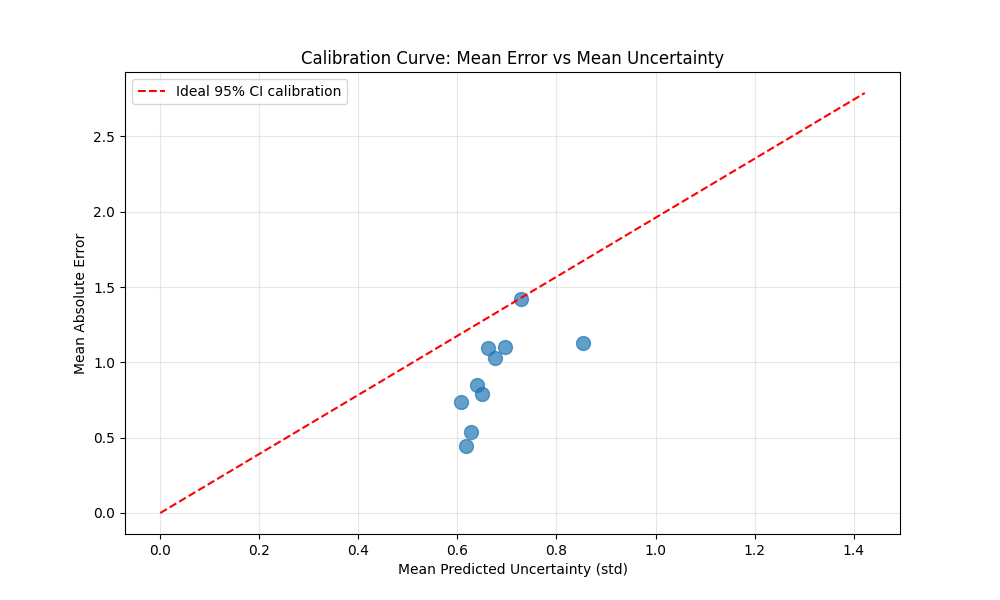 Calibration Curve: Mean Error vs Mean Uncertainty
Ideal 95% CI calibration
Mean Absolute Error
2.5
2.0
1.5
1.0
0.5
0.0
0.0 0.2 0.4 0.6 0.8 1.0 1.2 1.4
Mean Predicted Uncertainty (std)